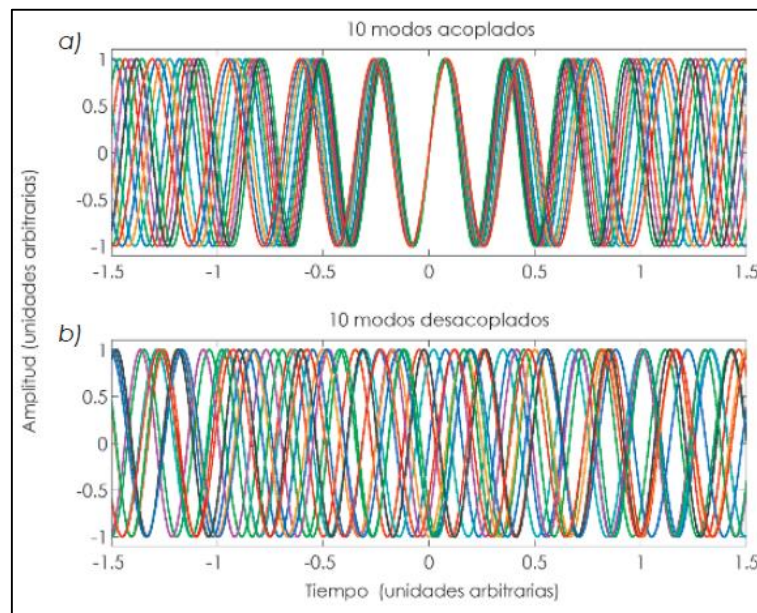 a)
10 modos acoplados
1
0.5
0
-0.5
-1
-1.5 -1 -0.5 0 0.5 1 1.5
Amplitud (unidades arbitrarias)
b)
10 modos desacoplados
1
0.5
0
-0.5
-1
-1.5 -1 -0.5 0 0.5 1 1.5
Tiempo (unidades arbitrarias)